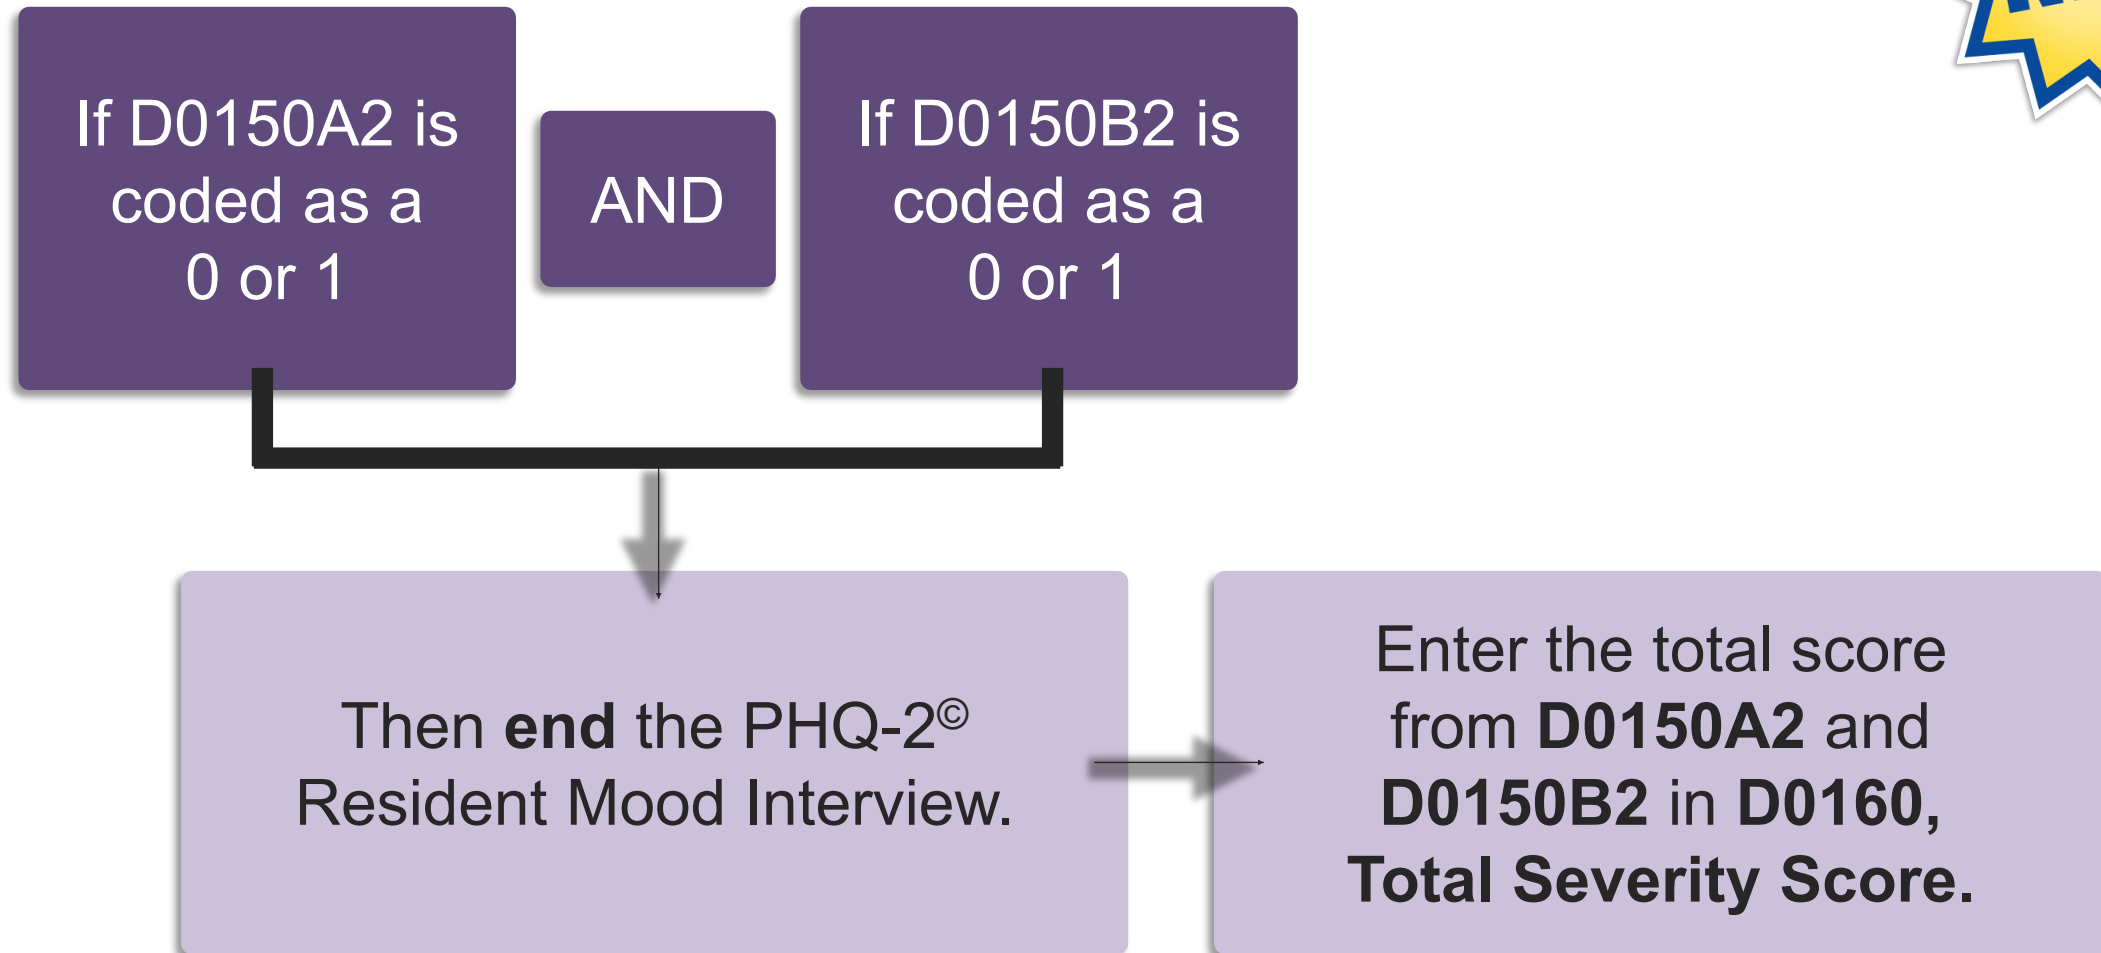 If D0150A2 is
coded as a
0 or 1
AND
If D0150B2 is
coded as a
0 or 1
Then end the PHQ-2©
Resident Mood Interview.
Enter the total score
from D0150A2 and
D0150B2 in D0160,
Total Severity Score.